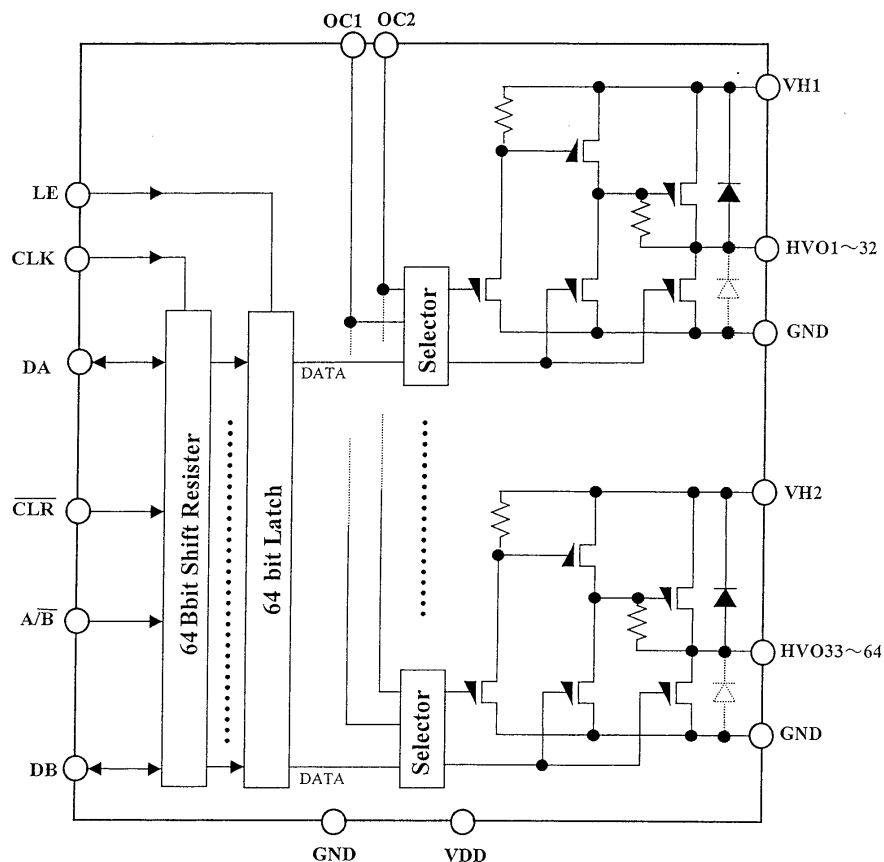 OC1 OC2
VH1
LE
CLK
HVO1～32
Selector
GND
DA
DATA
64 Bbit Shift Resister
64 bit Latch
VH2
C̅L̅R̅
A/B̅
HVO33～64
Selector
GND
DB
DATA
GND VDD